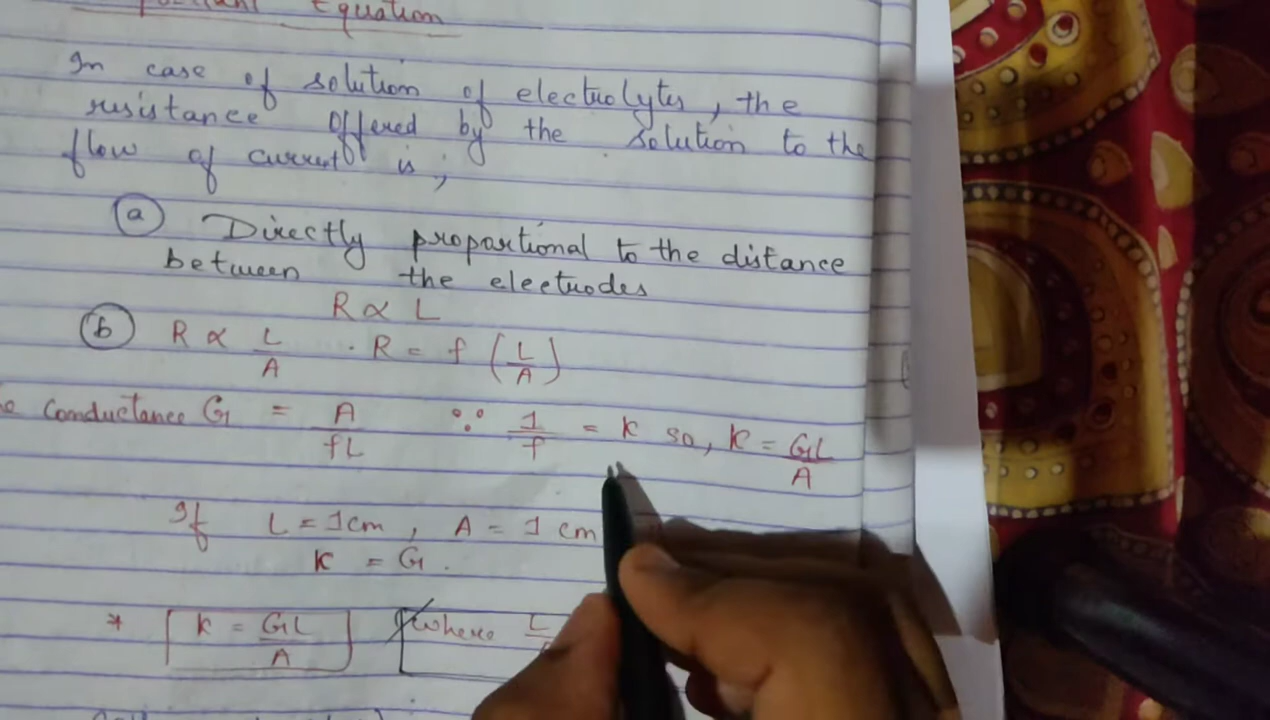 Equation
In case of solution of electrolytes, the
resistance offered by the solution to the
flow of current is;
(a) Directly proportional to the distance
between the electrodes
R ∝ L
(b) R ∝ L/A . R = f (L/A)
Conductance G = A/fL ∵ 1/f = K so, K = GL/A
If L = 1cm, A = 1 cm
K = G.
* K = GL/A where L